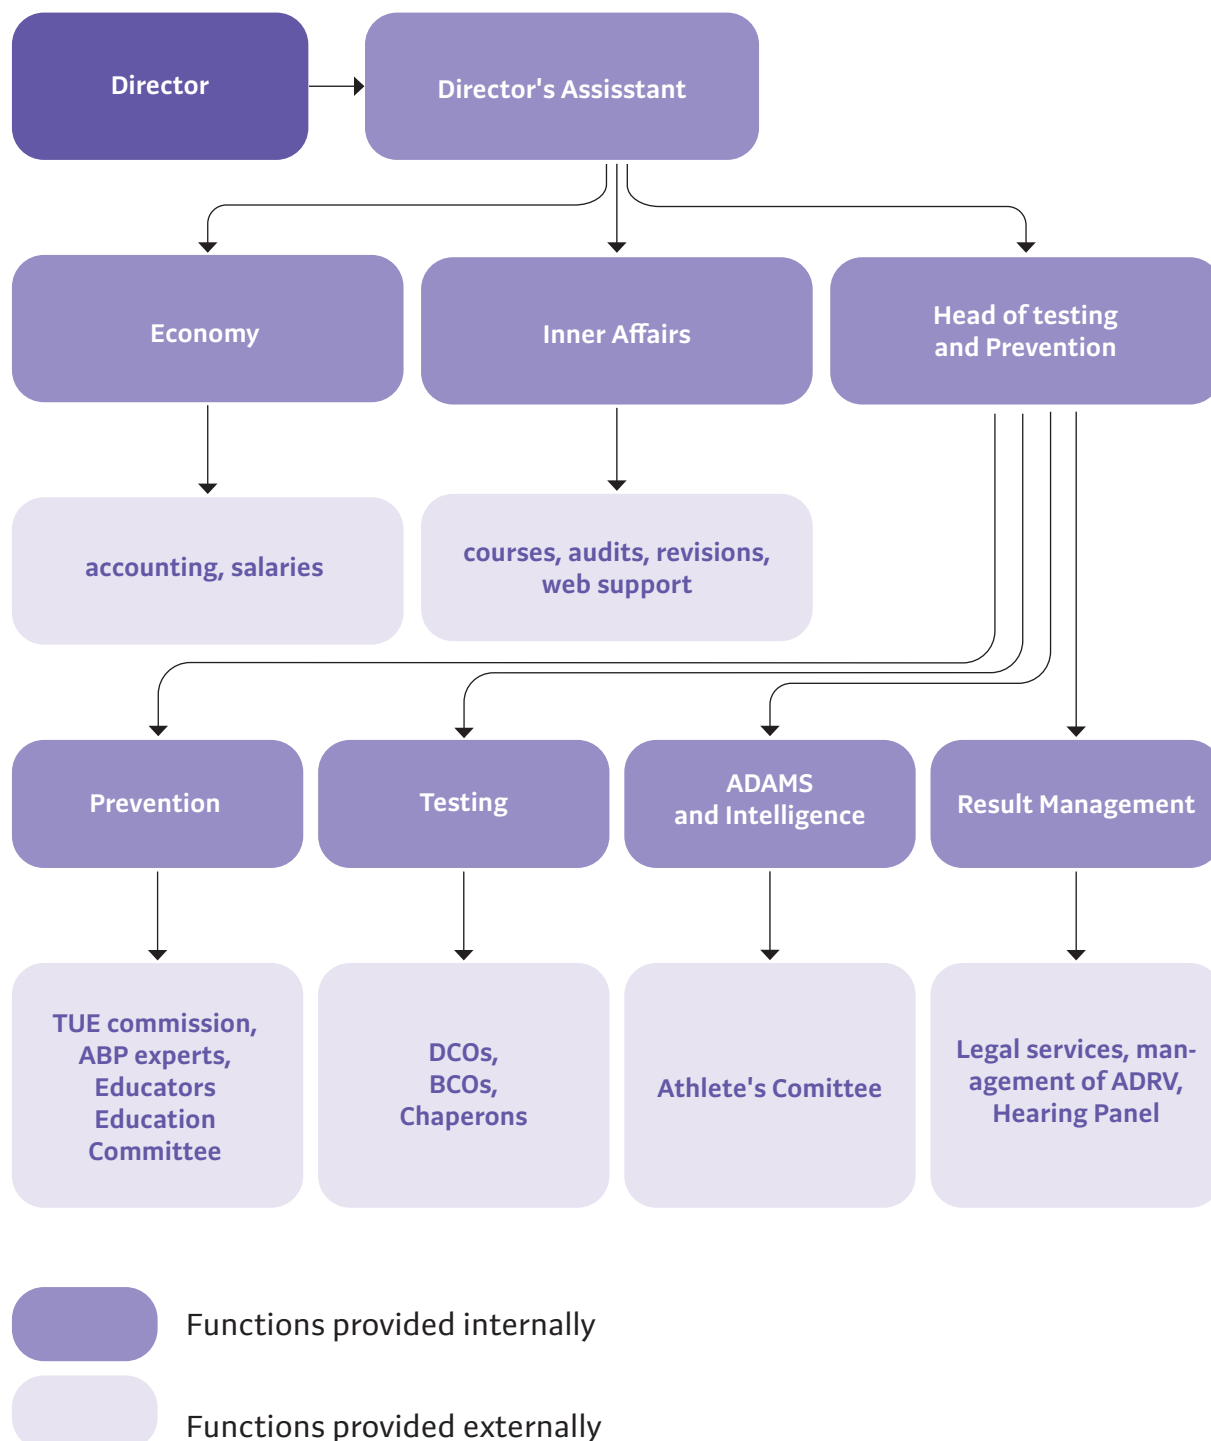 Director
Director's Assisstant
Economy
Inner Affairs
Head of testing
and Prevention
accounting, salaries
courses, audits, revisions,
web support
Prevention
Testing
ADAMS
and Intelligence
Result Management
TUE commission,
ABP experts,
Educators
Education
Committee
DCOs,
BCOs,
Chaperons
Athlete's Comittee
Legal services, man-
agement of ADRV,
Hearing Panel
Functions provided internally
Functions provided externally